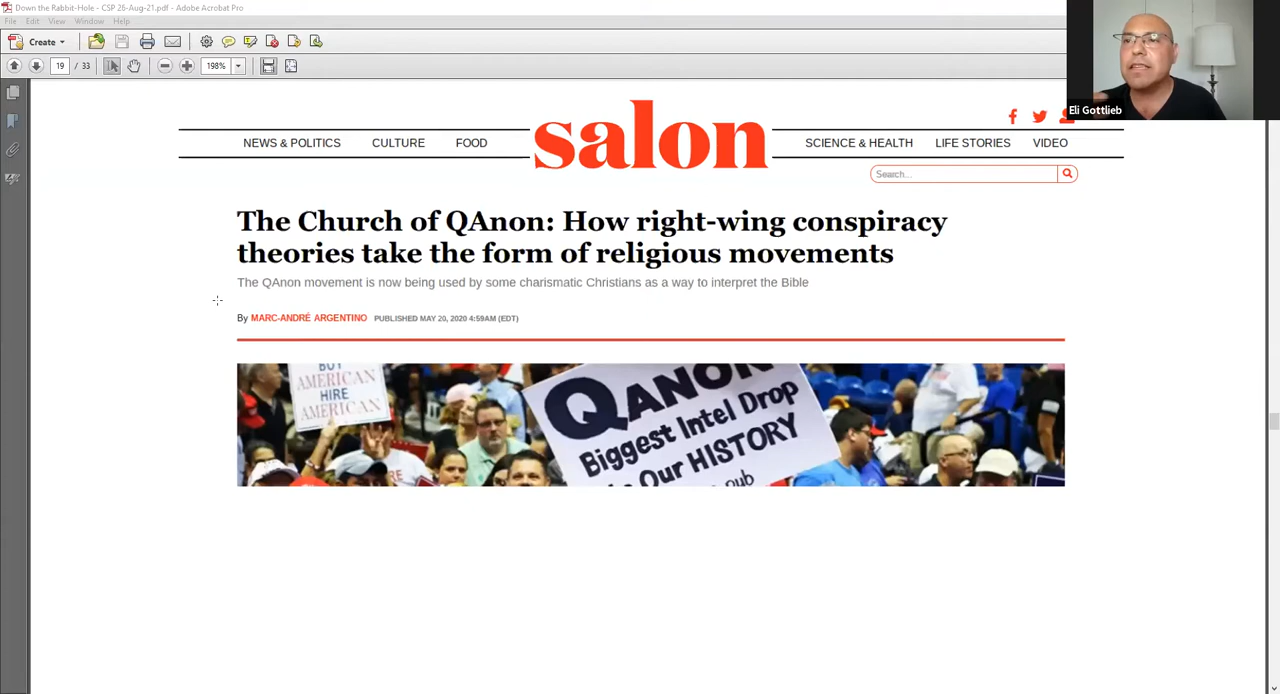 Down the Rabbit-Hole - CSP 26-Aug-21.pdf - Adobe Acrobat Pro
File Edit View Window Help
Create
19 / 33 198%
Eli Gottlieb
NEWS & POLITICS CULTURE FOOD salon SCIENCE & HEALTH LIFE STORIES VIDEO
Search...
The Church of QAnon: How right-wing conspiracy
theories take the form of religious movements
The QAnon movement is now being used by some charismatic Christians as a way to interpret the Bible
By MARC-ANDRÉ ARGENTINO PUBLISHED MAY 20, 2020 4:59AM (EDT)
BUY
AMERICAN
HIRE
AMERICAN
QANON
Biggest Intel Drop
Our HISTORY